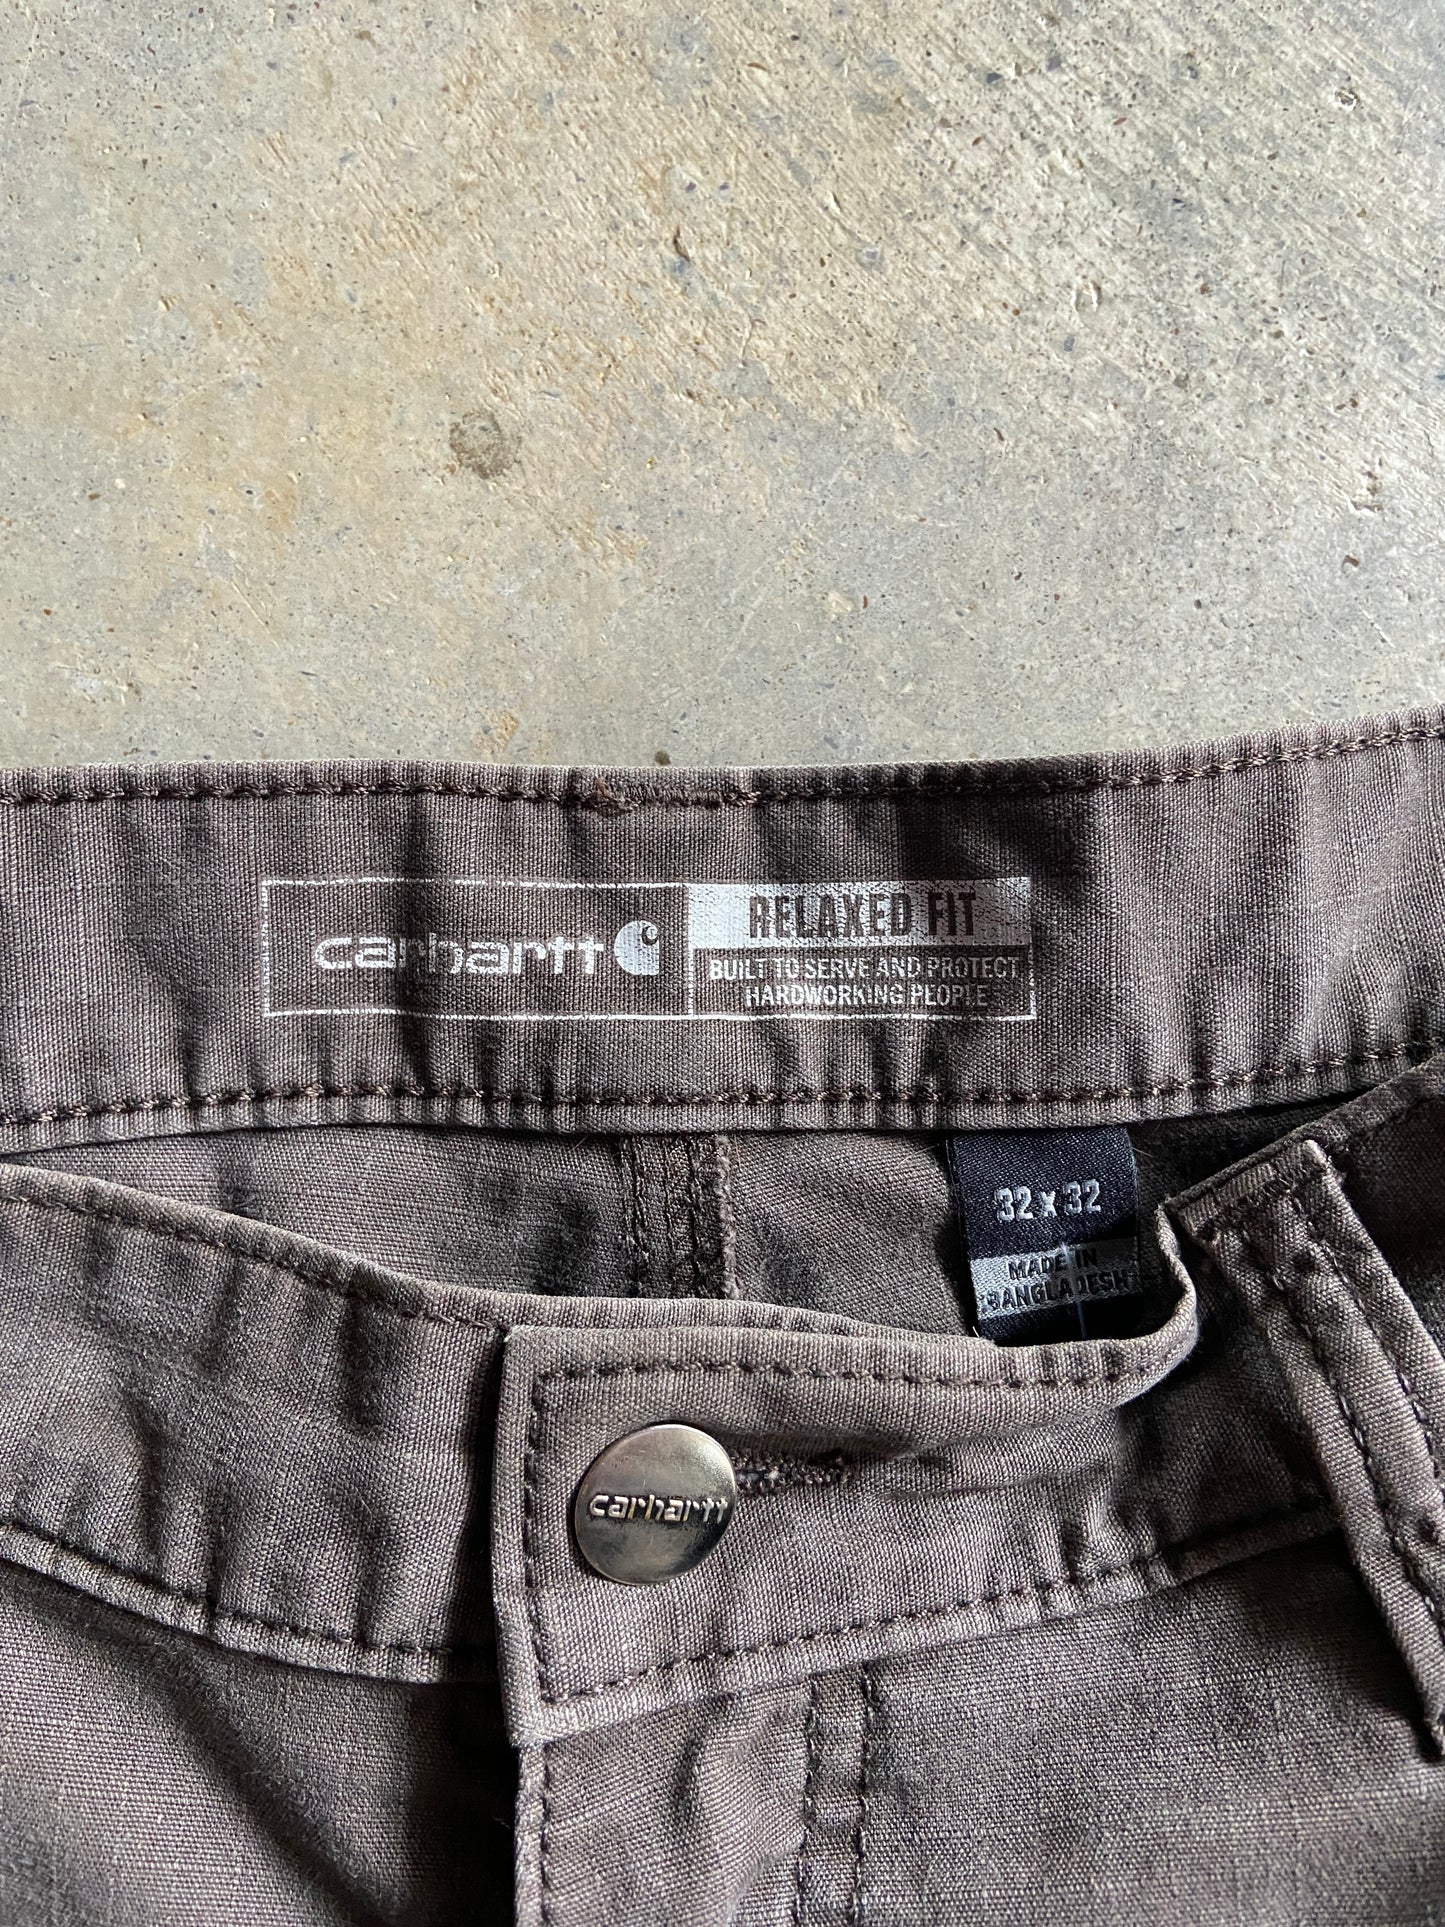 carhartt
RELAXED FIT
BUILT TO SERVE AND PROTECT
HARDWORKING PEOPLE
32 x 32
MADE IN
BANGLADESH
carhartt